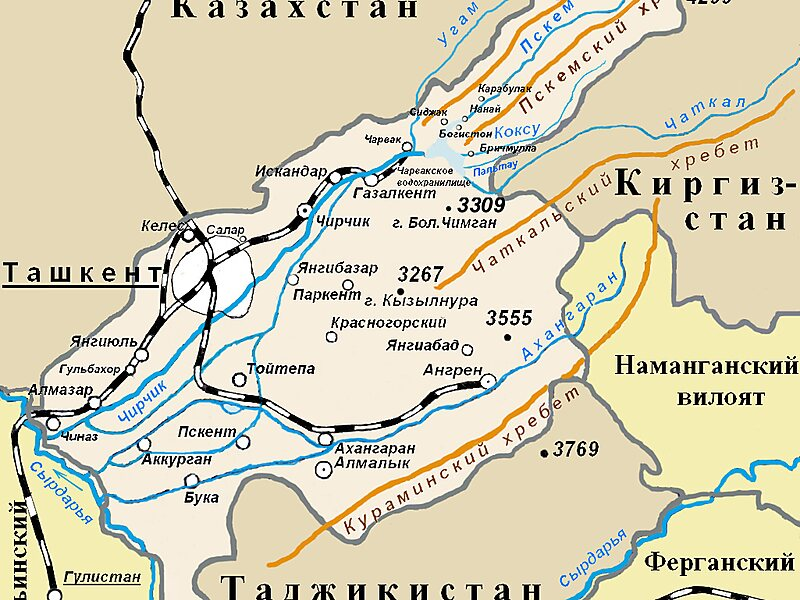 Казахстан
4299
Угам
Пскем
Пскемский хре
Карабулак
Нанай
Сиджак
Богистон
Коксу
Чаткал
Чарвак
Бричмулла
Пальтау
Чаткальский хребет
Искандар
Чарвакское
водохранилище
Газалкент
Киргиз-
стан
3309
г. Бол.Чимган
Чирчик
Келес
Салар
Ташкент
Янгибазар
3267
Паркент
г. Кызылнура
Красногорский
3555
Ахангаран
Янгиюль
Янгиабад
Гульбахор
Тойтепа
Ангрен
Наманганский
вилоят
Алмазар
Чирчик
Чиназ
Пскент
Ахангаран
Алмалык
Аккурган
Кураминский хребет
3769
Бука
Сырдарья
ьинский
Сырдарья
Ферганский
Гулистан
Таджикистан